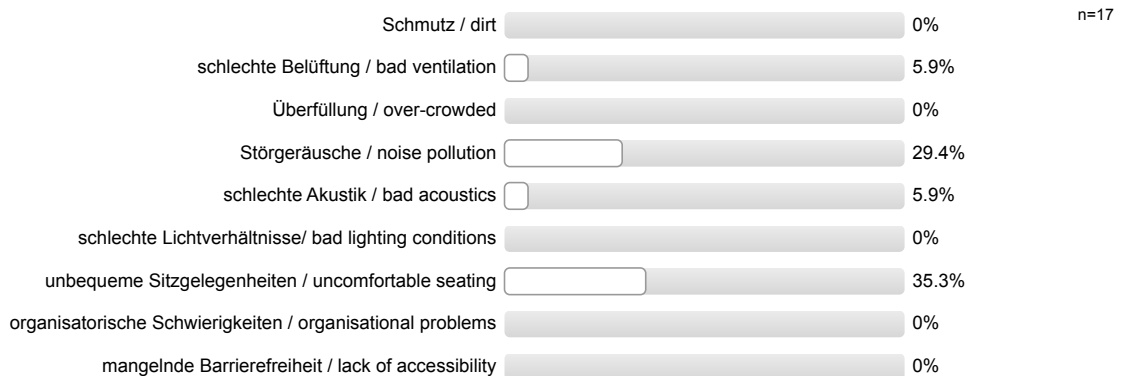 Schmutz / dirt 0% n=17
schlechte Belüftung / bad ventilation 5.9%
Überfüllung / over-crowded 0%
Störgeräusche / noise pollution 29.4%
schlechte Akustik / bad acoustics 5.9%
schlechte Lichtverhältnisse/ bad lighting conditions 0%
unbequeme Sitzgelegenheiten / uncomfortable seating 35.3%
organisatorische Schwierigkeiten / organisational problems 0%
mangelnde Barrierefreiheit / lack of accessibility 0%